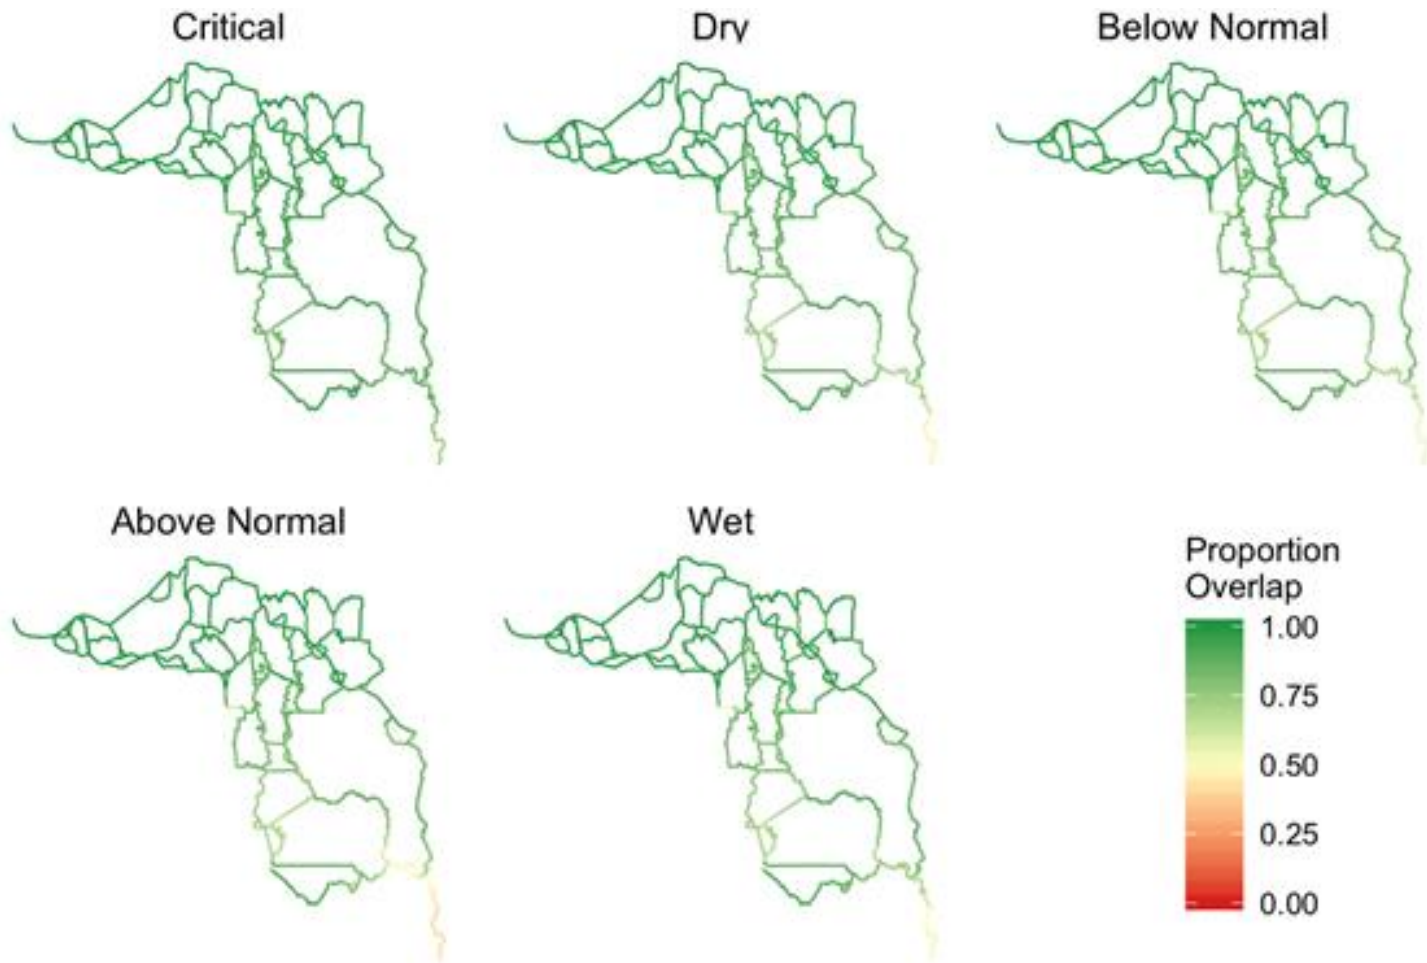 Critical
Dry
Below Normal
Above Normal
Wet
Proportion
Overlap
1.00
0.75
0.50
0.25
0.00